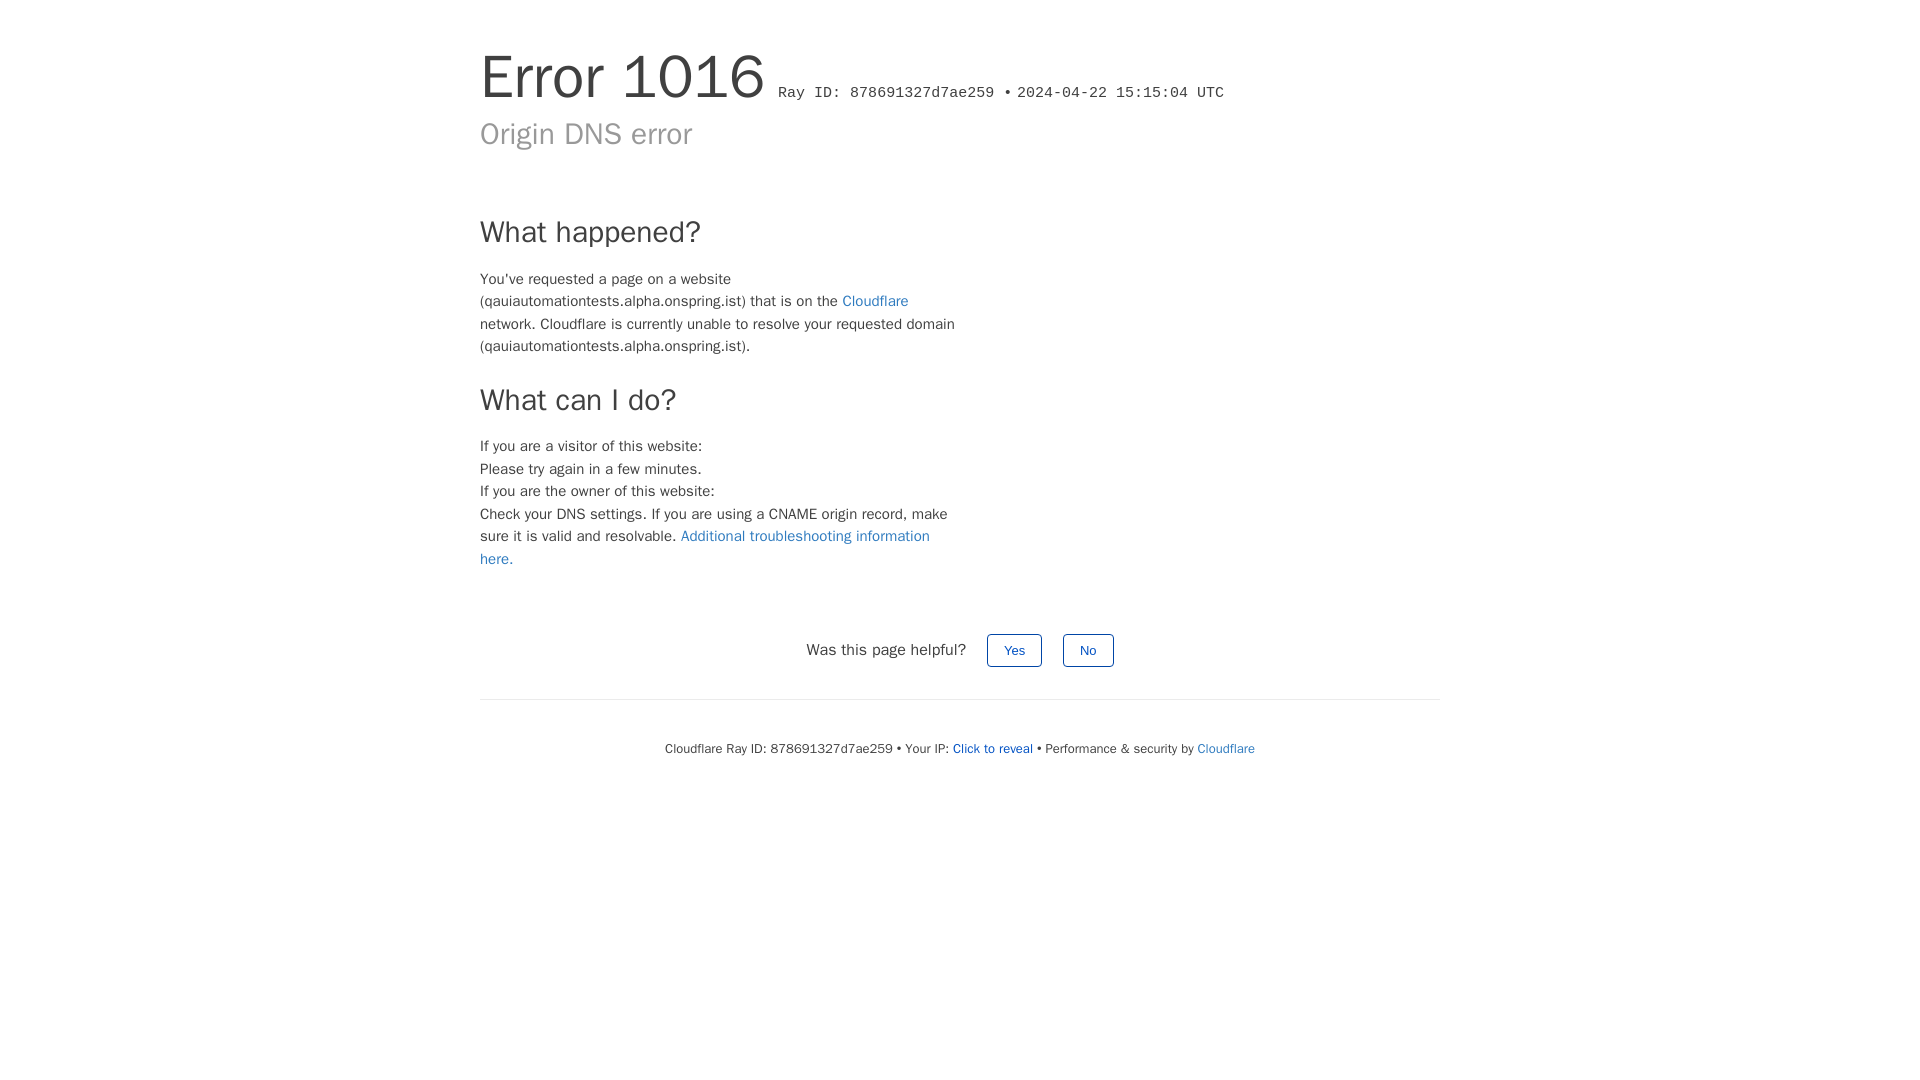 Error 1016 Ray ID: 878691327d7ae259 • 2024-04-22 15:15:04 UTC
Origin DNS error
What happened?
You've requested a page on a website
(qauiautomationtests.alpha.onspring.ist) that is on the Cloudflare
network. Cloudflare is currently unable to resolve your requested domain
(qauiautomationtests.alpha.onspring.ist).
What can I do?
If you are a visitor of this website:
Please try again in a few minutes.
If you are the owner of this website:
Check your DNS settings. If you are using a CNAME origin record, make
sure it is valid and resolvable. Additional troubleshooting information
here.
Was this page helpful? Yes No
Cloudflare Ray ID: 878691327d7ae259 • Your IP: Click to reveal • Performance & security by Cloudflare